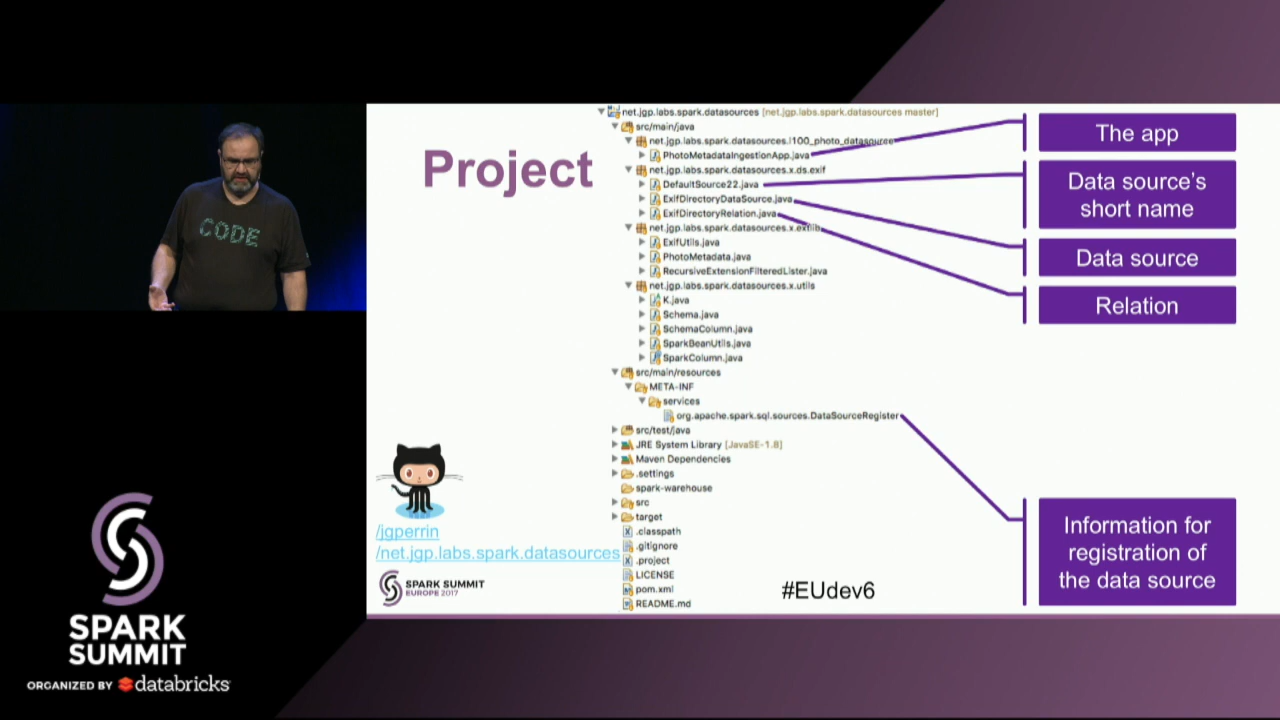 CODE
Project
net.jgp.labs.spark.datasources [net.jgp.labs.spark.datasources master]
src/main/java
net.jgp.labs.spark.datasources.l100_photo_datasource
PhotoMetadataIngestionApp.java
net.jgp.labs.spark.datasources.x.ds.exif
DefaultSource22.java
ExifDirectoryDataSource.java
ExifDirectoryRelation.java
net.jgp.labs.spark.datasources.x.extlib
ExifUtils.java
PhotoMetadata.java
RecursiveExtensionFilteredLister.java
net.jgp.labs.spark.datasources.x.utils
K.java
Schema.java
SchemaColumn.java
SparkBeanUtils.java
SparkColumn.java
src/main/resources
META-INF
services
org.apache.spark.sql.sources.DataSourceRegister
src/test/java
JRE System Library [JavaSE-1.8]
Maven Dependencies
.settings
spark-warehouse
src
target
.classpath
.gitignore
.project
LICENSE
pom.xml
README.md
The app
Data source's
short name
Data source
Relation
Information for
registration of
the data source
/jgperrin
/net.jgp.labs.spark.datasources
SPARK SUMMIT
EUROPE 2017
#EUdev6
SPARK
SUMMIT
ORGANIZED BY databricks